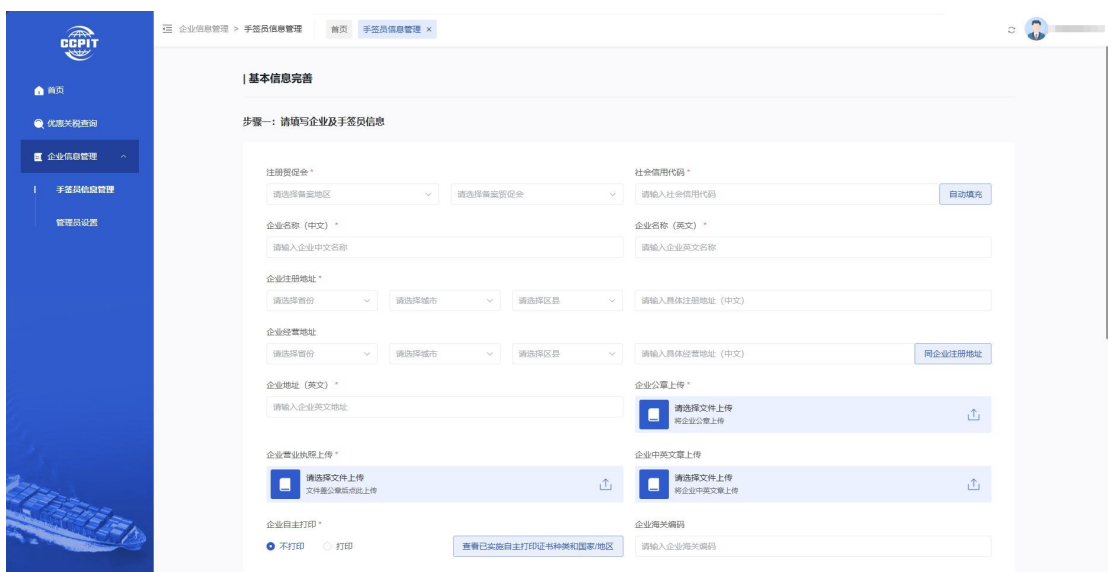 CCPIT
企业信息管理 > 手签员信息管理
首页
手签员信息管理 ×
首页
优惠关税查询
企业信息管理
手签员信息管理
管理员设置
基本信息完善
步骤一：请填写企业及手签员信息
注册贸促会 *
社会信用代码 *
请选择备案地区
请选择备案贸促会
请输入社会信用代码
自动填充
企业名称（中文） *
企业名称（英文） *
请输入企业中文名称
请输入企业英文名称
企业注册地址 *
请选择省份
请选择城市
请选择区县
请输入具体注册地址（中文）
企业经营地址
请选择省份
请选择城市
请选择区县
请输入具体经营地址（中文）
同企业注册地址
企业地址（英文） *
企业公章上传 *
请输入企业英文地址
请选择文件上传
将企业公章上传
企业营业执照上传 *
企业中英文章上传
请选择文件上传
文件盖公章后点此上传
请选择文件上传
将企业中英文章上传
企业自主打印 *
企业海关编码
不打印
打印
查看已实施自主打印证书种类和国家/地区
请输入企业海关编码